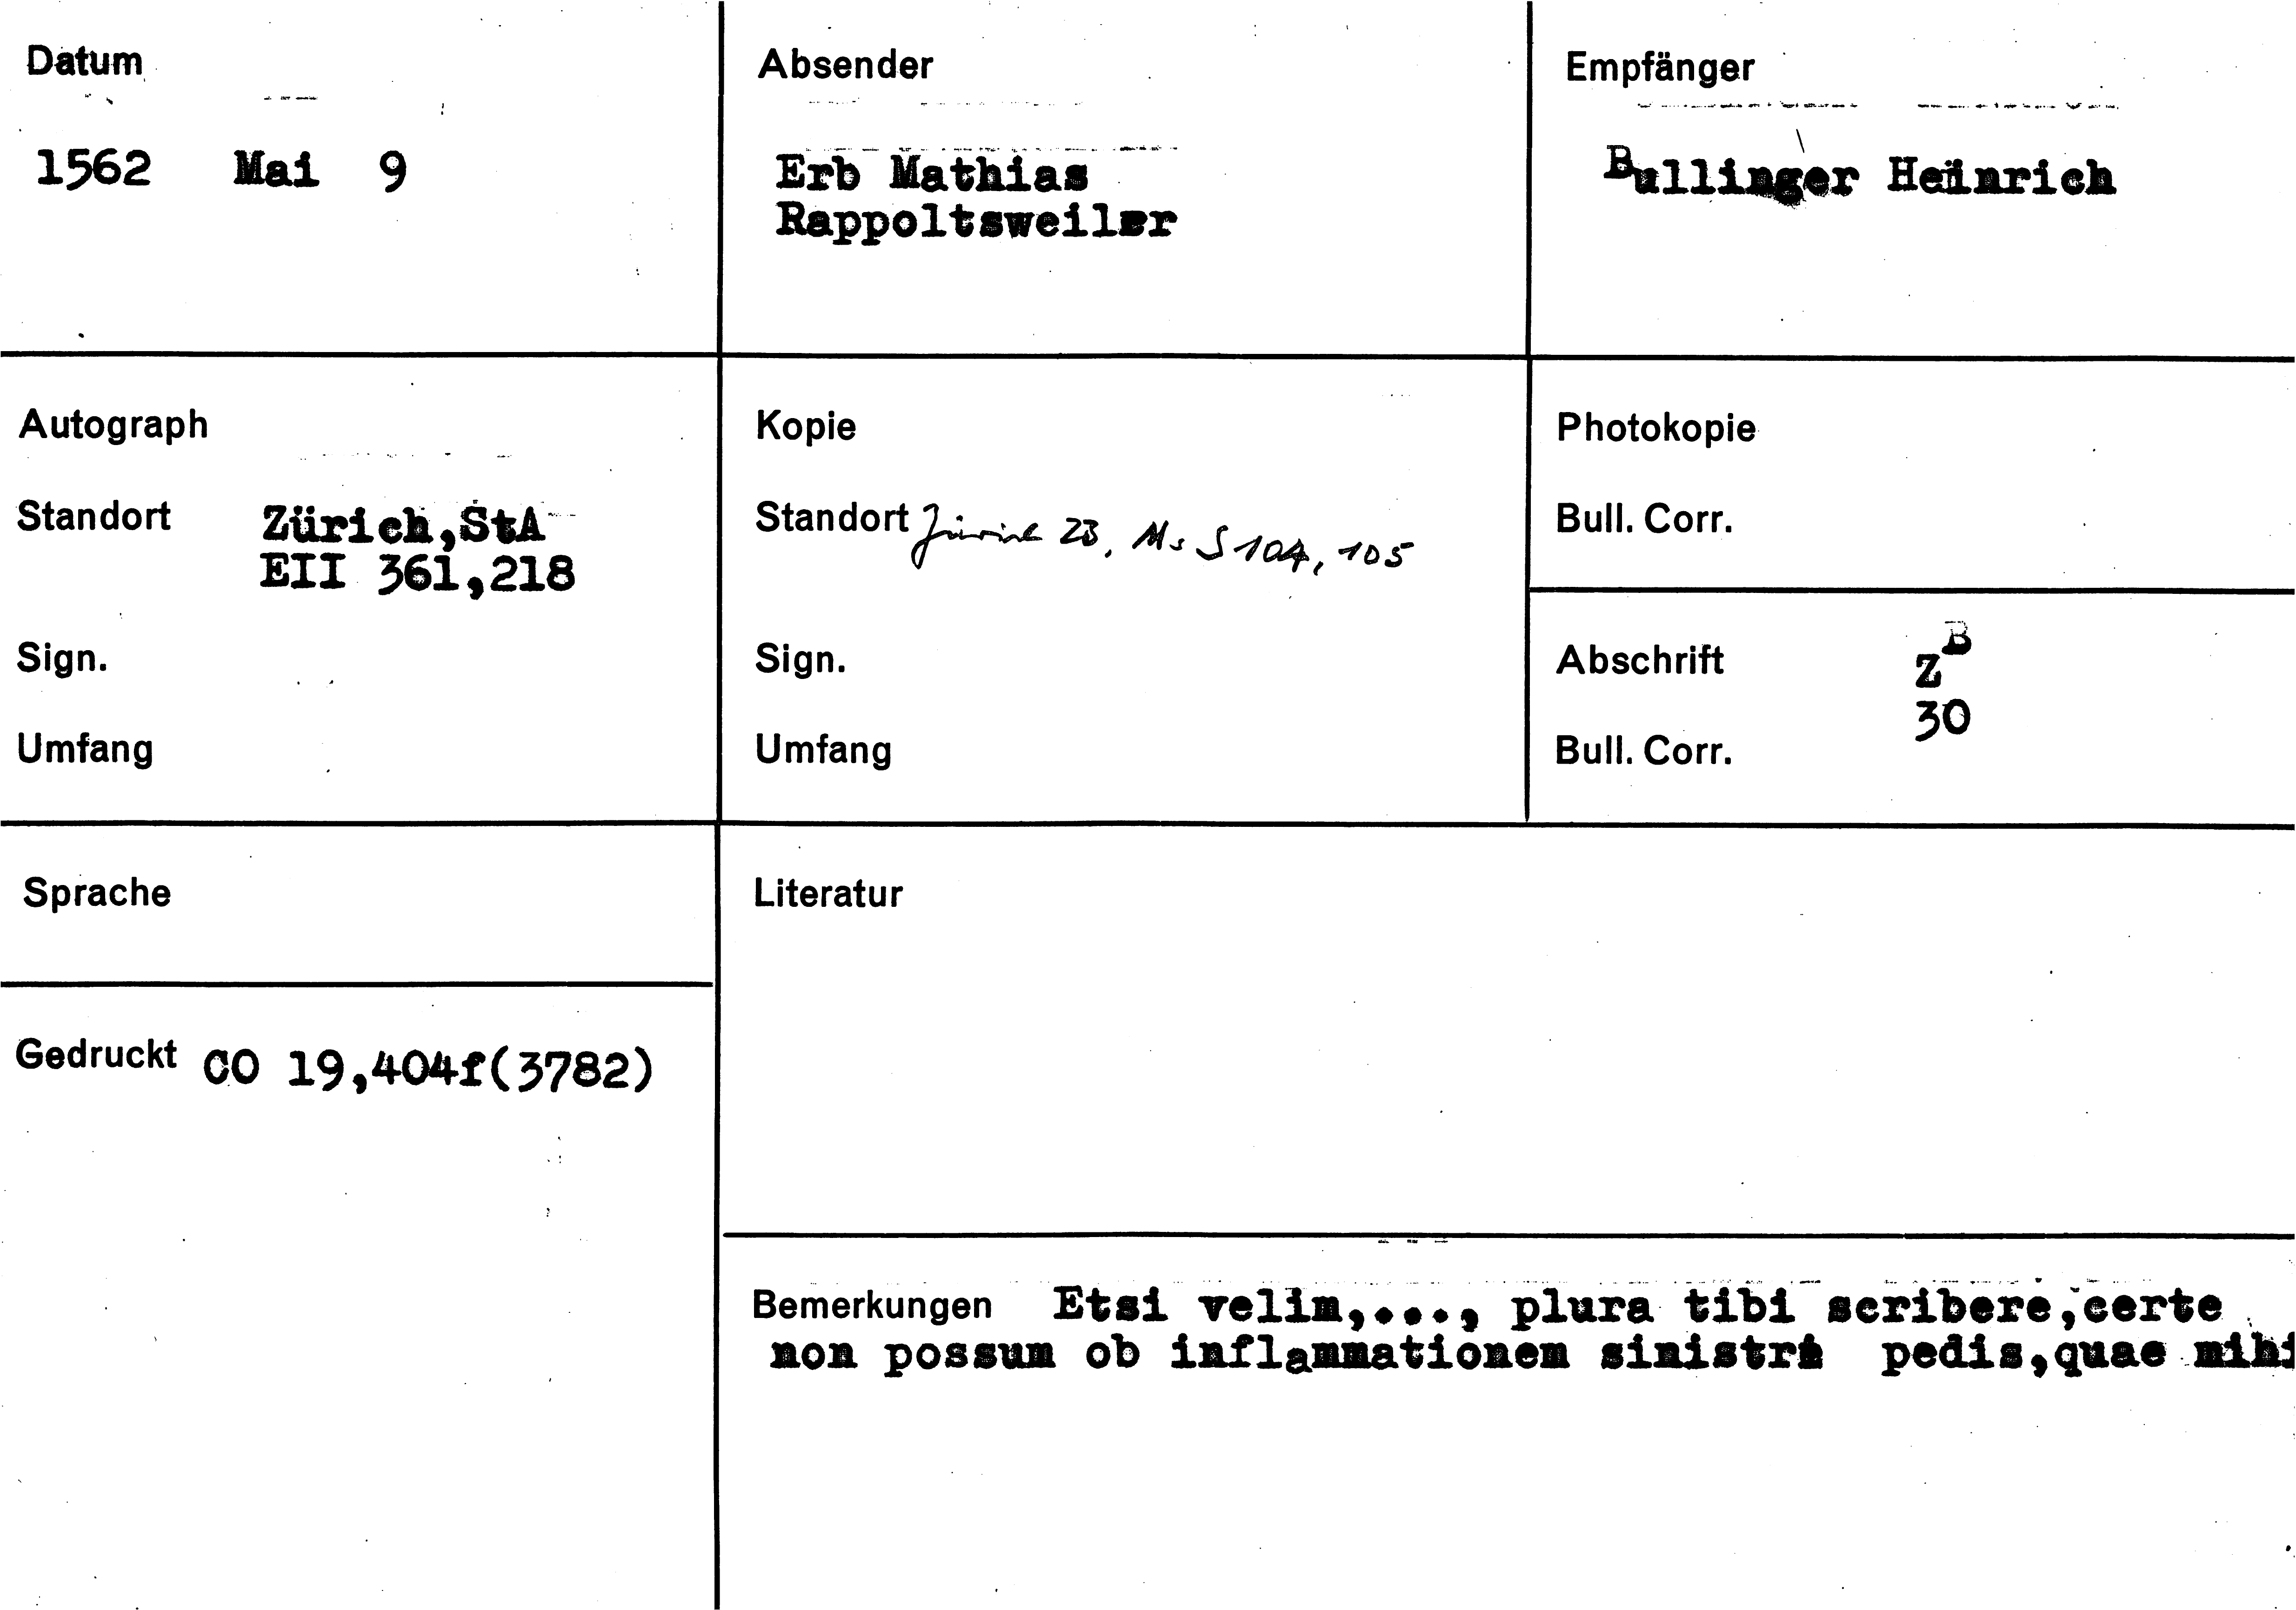 Datum
1562 Mai 9
Absender
Erb Mathias
Rappoltsweiler
Empfänger
Bullinger Heinrich
Autograph
Standort Zürich,StA
EII 361,218
Sign.
Umfang
Kopie
Standort Zürich ZB, Ms S 104, 105
Sign.
Umfang
Photokopie
Bull. Corr.
Abschrift ZB
30
Bull. Corr.
Sprache
Gedruckt CO 19,404f(3782)
Literatur
Bemerkungen Etsi velim,..., plura tibi scribere,certe
non possum ob inflammationem sinistri pedis,quae mihi